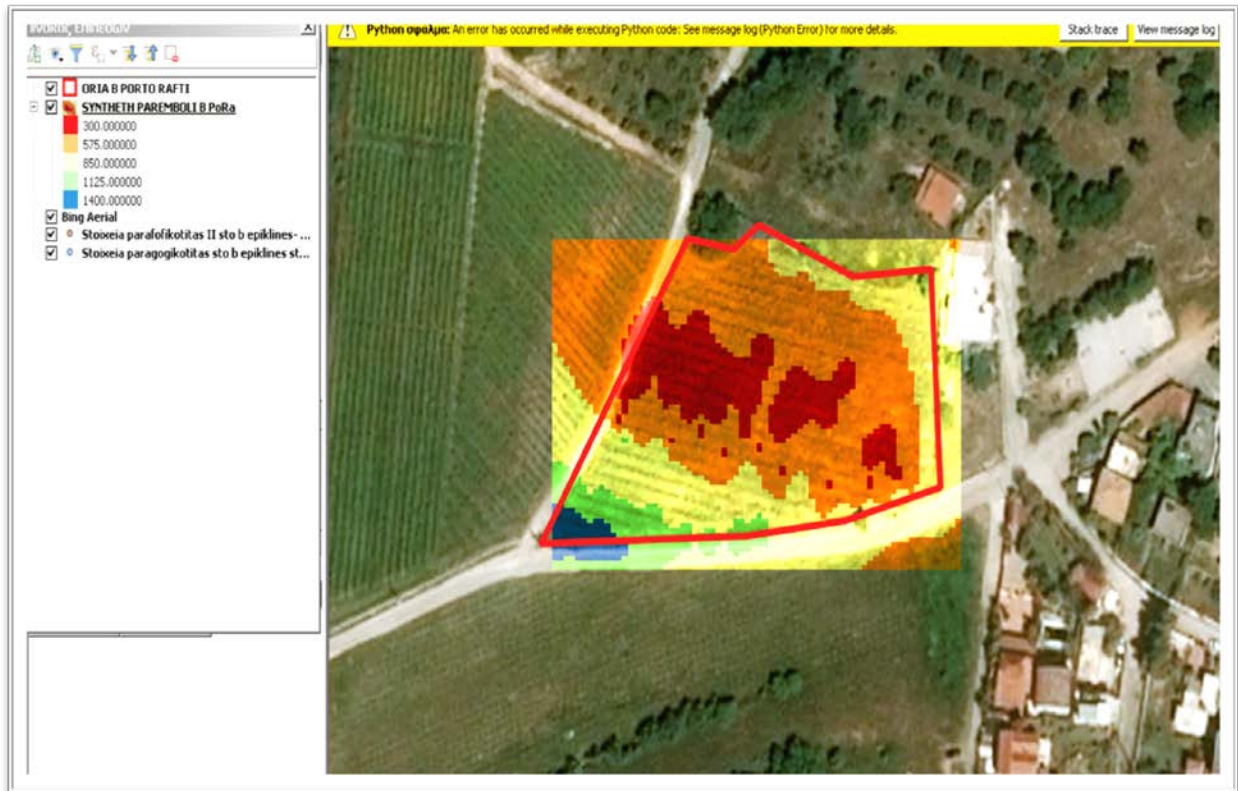 Python σφάλμα: An error has occurred while executing Python code: See message log (Python Error) for more details.
Stack trace
View message log
ORIA B PORTO RAFTI
SYNTHETH PAREMBOLI B PoRa
300.000000
575.000000
850.000000
1125.000000
1400.000000
Bing Aerial
Stoixeia parafofikotitas II sto b epiklines- ...
Stoixeia paragogikotitas sto b epiklines st...